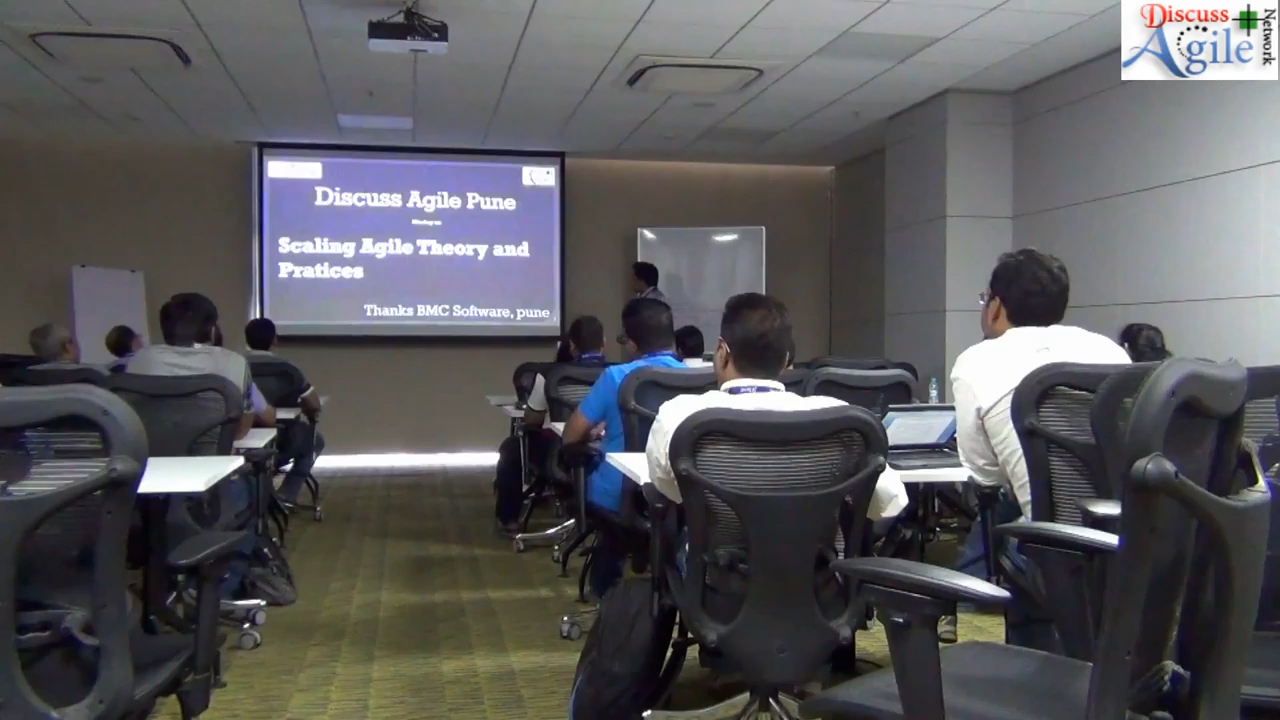 Discuss
Agile
Network
Discuss Agile Pune
Scaling Agile Theory and
Pratices
Thanks BMC Software, pune